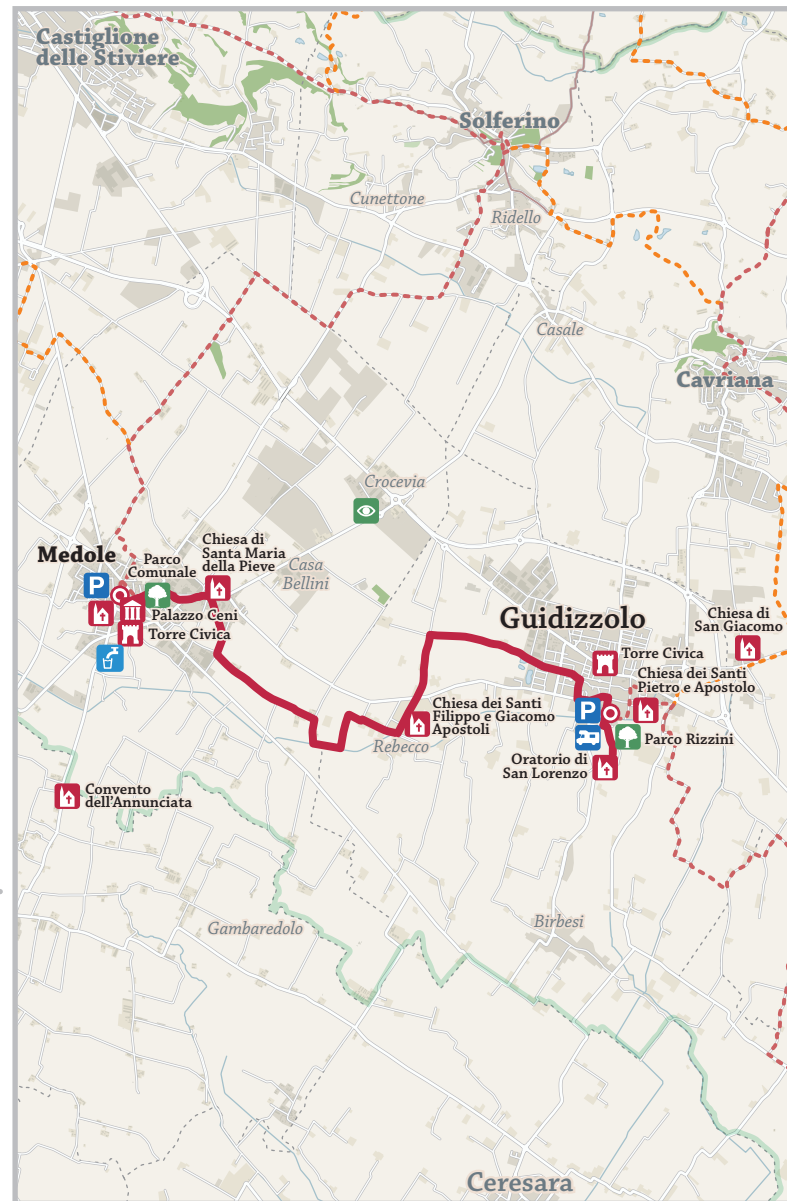 Castiglione
delle Stiviere
Solferino
Cunettone
Ridello
Casale
Cavriana
Crocevia
Medole
Parco
Comunale
Chiesa di
Santa Maria
della Pieve
Casa
Bellini
P
Palazzo Ceni
Torre Civica
Guidizzolo
Chiesa di
San Giacomo
Torre Civica
Chiesa dei Santi
Pietro e Apostolo
Chiesa dei Santi
Filippo e Giacomo
Apostoli
Rebecco
P
Parco Rizzini
Oratorio di
San Lorenzo
Convento
dell'Annunciata
Gambaredolo
Birbesi
Ceresara